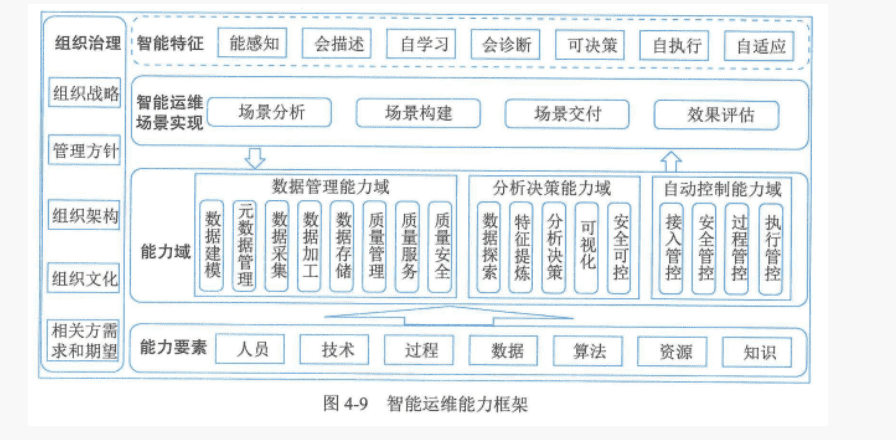 组织治理
组织战略
管理方针
组织架构
组织文化
相关方需
求和期望
智能特征
能感知
会描述
自学习
会诊断
可决策
自执行
自适应
智能运维
场景实现
场景分析
场景构建
场景交付
效果评估
能力域
数据管理能力域
数据建模
元数据管理
数据采集
数据加工
数据存储
质量管理
质量服务
质量安全
分析决策能力域
数据探索
特征提炼
分析决策
可视化
安全可控
自动控制能力域
接入管控
安全管控
过程管控
执行管控
能力要素
人员
技术
过程
数据
算法
资源
知识
图 4-9 智能运维能力框架